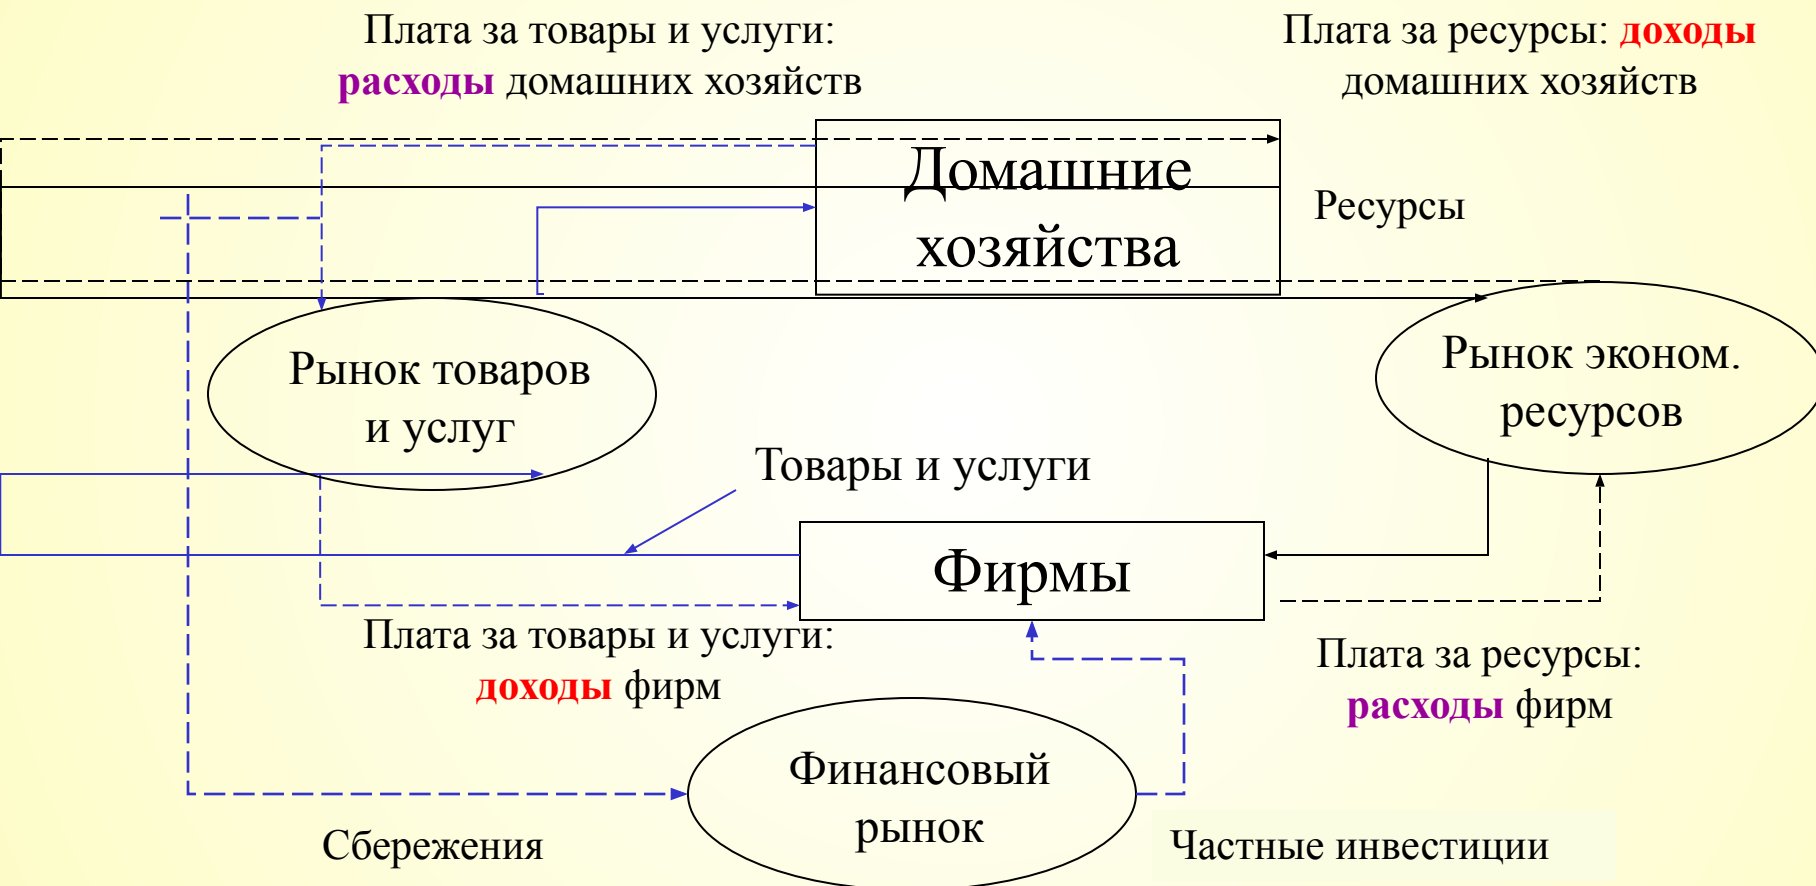 Плата за товары и услуги:
расходы домашних хозяйств
Плата за ресурсы: доходы
домашних хозяйств
Домашние
хозяйства
Ресурсы
Рынок товаров
и услуг
Рынок эконом.
ресурсов
Товары и услуги
Фирмы
Плата за товары и услуги:
доходы фирм
Плата за ресурсы:
расходы фирм
Финансовый
рынок
Сбережения
Частные инвестиции